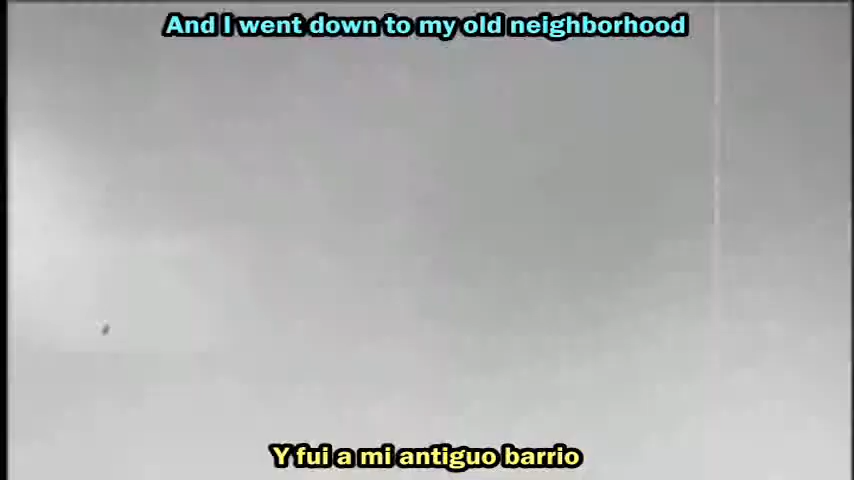 And I went down to my old neighborhood
Y fui a mi antiguo barrio